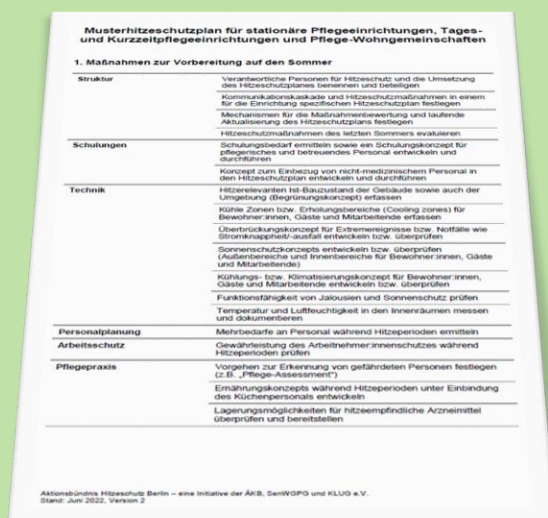 Musterhitzeschutzplan für stationäre Pflegeeinrichtungen, Tages-
und Kurzzeitpflegeeinrichtungen und Pflege-Wohngemeinschaften
1. Maßnahmen zur Vorbereitung auf den Sommer
Struktur
Verantwortliche Personen für Hitzeschutz und die Umsetzung
des Hitzeschutzplanes benennen und beteiligen
Kommunikationskaskade und Hitzeschutzmaßnahmen in einem
für die Einrichtung spezifischen Hitzeschutzplan festlegen
Mechanismen für die Maßnahmenbewertung und laufende
Aktualisierung des Hitzeschutzplans festlegen
Hitzeschutzmaßnahmen des letzten Sommers evaluieren
Schulungen
Schulungsbedarf ermitteln sowie ein Schulungskonzept für
pflegerisches und betreuendes Personal entwickeln und
durchführen
Konzept zum Einbezug von nicht-medizinischem Personal in
den Hitzeschutzplan entwickeln und durchführen
Technik
Hitzerelevanten Ist-Bauzustand der Gebäude sowie auch der
Umgebung (Begrünungskonzept) erfassen
Kühle Zonen bzw. Erholungsbereiche (Cooling zones) für
Bewohner:innen, Gäste und Mitarbeitende erfassen
Überbrückungskonzept für Extremereignisse bzw. Notfälle wie
Stromknappheit/-ausfall entwickeln bzw. überprüfen
Sonnenschutzkonzepts entwickeln bzw. überprüfen
(Außenbereiche und Innenbereiche für Bewohner:innen, Gäste
und Mitarbeitende)
Kühlungs- bzw. Klimatisierungskonzept für Bewohner:innen,
Gäste und Mitarbeitende entwickeln bzw. überprüfen
Funktionsfähigkeit von Jalousien und Sonnenschutz prüfen
Temperatur und Luftfeuchtigkeit in den Innenräumen messen
und dokumentieren
Personalplanung
Mehrbedarfe an Personal während Hitzeperioden ermitteln
Arbeitsschutz
Gewährleistung des Arbeitnehmer:innenschutzes während
Hitzeperioden prüfen
Pflegepraxis
Vorgehen zur Erkennung von gefährdeten Personen festlegen
(z.B. „Pflege-Assessment“)
Ernährungskonzepts während Hitzeperioden unter Einbindung
des Küchenpersonals entwickeln
Lagerungsmöglichkeiten für hitzeempfindliche Arzneimittel
überprüfen und bereitstellen
Aktionsbündnis Hitzeschutz Berlin – eine Initiative der ÄKB, SenWGPG und KLUG e.V.
Stand: Juni 2022, Version 2